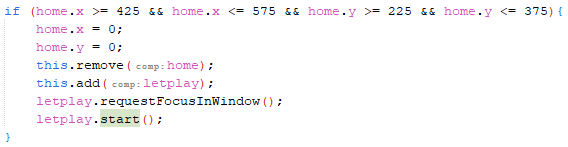 if (home.x >= 425 && home.x <= 575 && home.y >= 225 && home.y <= 375){
home.x = 0;
home.y = 0;
this.remove( comp: home);
this.add( comp: letplay);
letplay.requestFocusInWindow();
letplay.start();
}